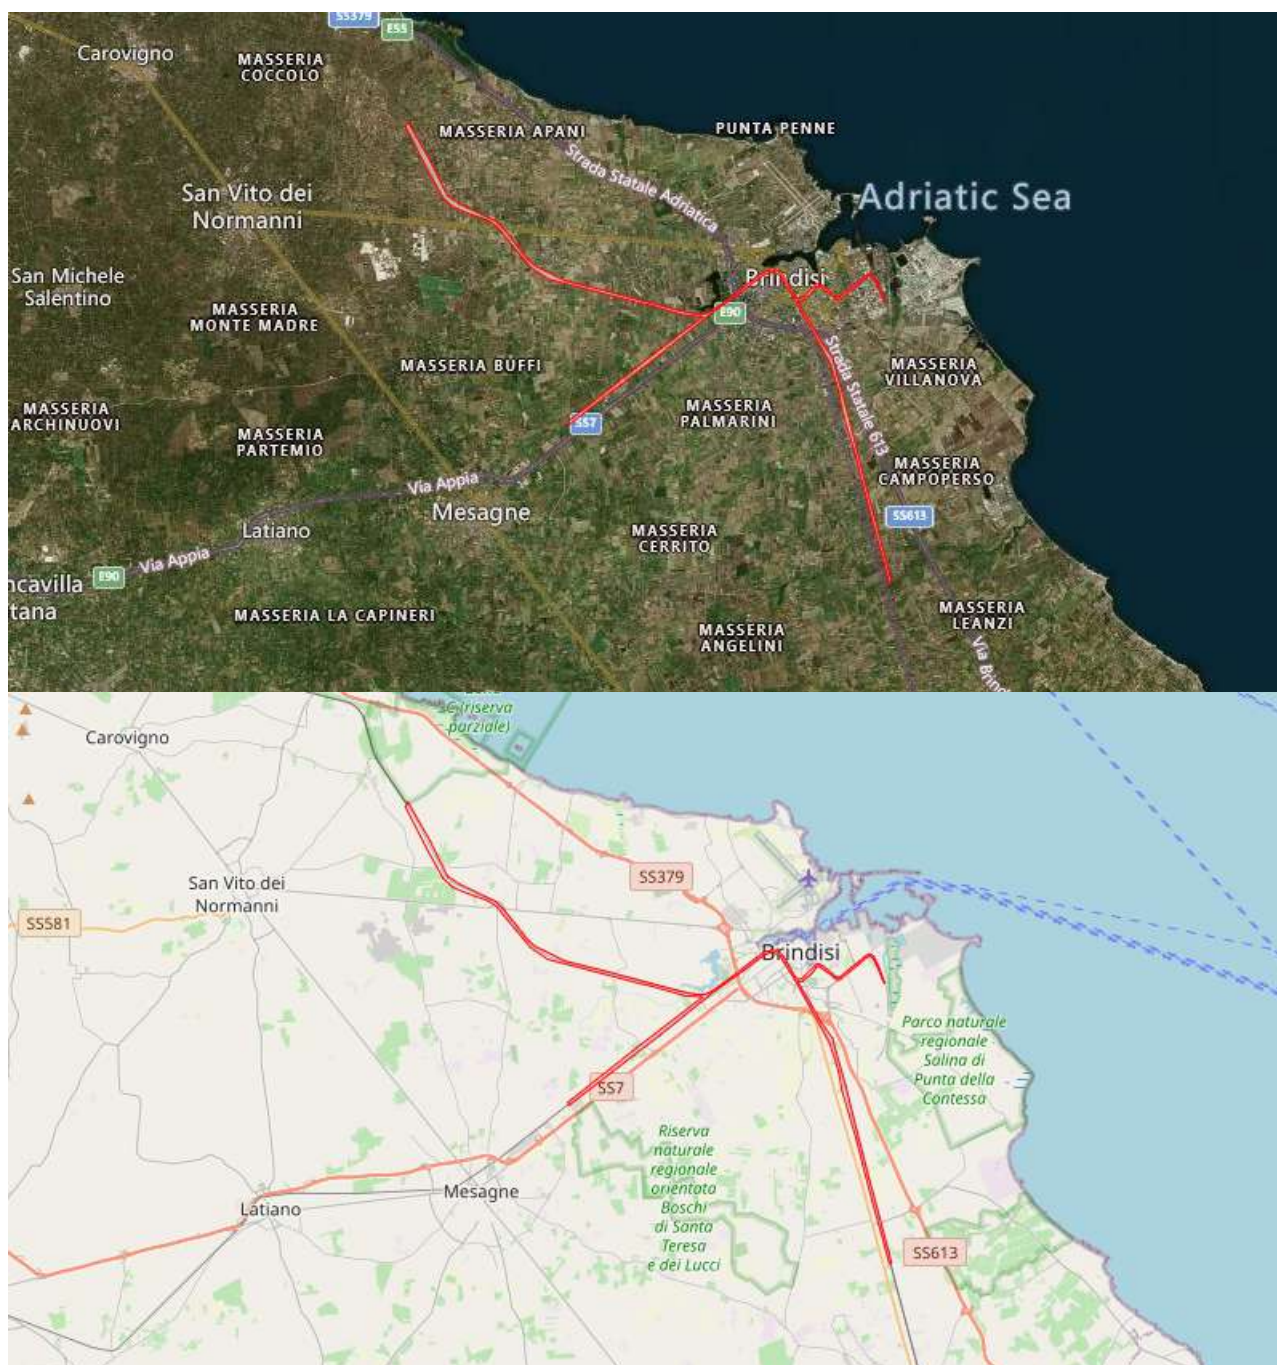 SS379
E55
Carovigno
MASSERIA
COCCOLO
MASSERIA APANI
PUNTA PENNE
Strada Statale Adriatica
San Vito dei
Normanni
Adriatic Sea
San Michele
Salentino
Brindisi
MASSERIA
MONTE MADRE
E90
MASSERIA BUFFI
Strada Statale 613
MASSERIA
VILLANOVA
MASSERIA
ARCHINUOVI
MASSERIA
PALMARINI
SS7
MASSERIA
PARTEMIO
MASSERIA
CAMPOPERSO
Via Appia
Mesagne
SS613
Latiano
MASSERIA
CERRITO
Via Appia
E90
ncavilla
tana
MASSERIA LA CAPINERI
MASSERIA
LEANZI
MASSERIA
ANGELINI
Via Brind
C (riserva
parziale)
Carovigno
San Vito dei
Normanni
SS379
SS581
Brindisi
Parco naturale
regionale
Salina di
Punta della
Contessa
SS7
Riserva
naturale
regionale
orientata
Boschi
di Santa
Teresa
e dei Lucci
Mesagne
Latiano
SS613